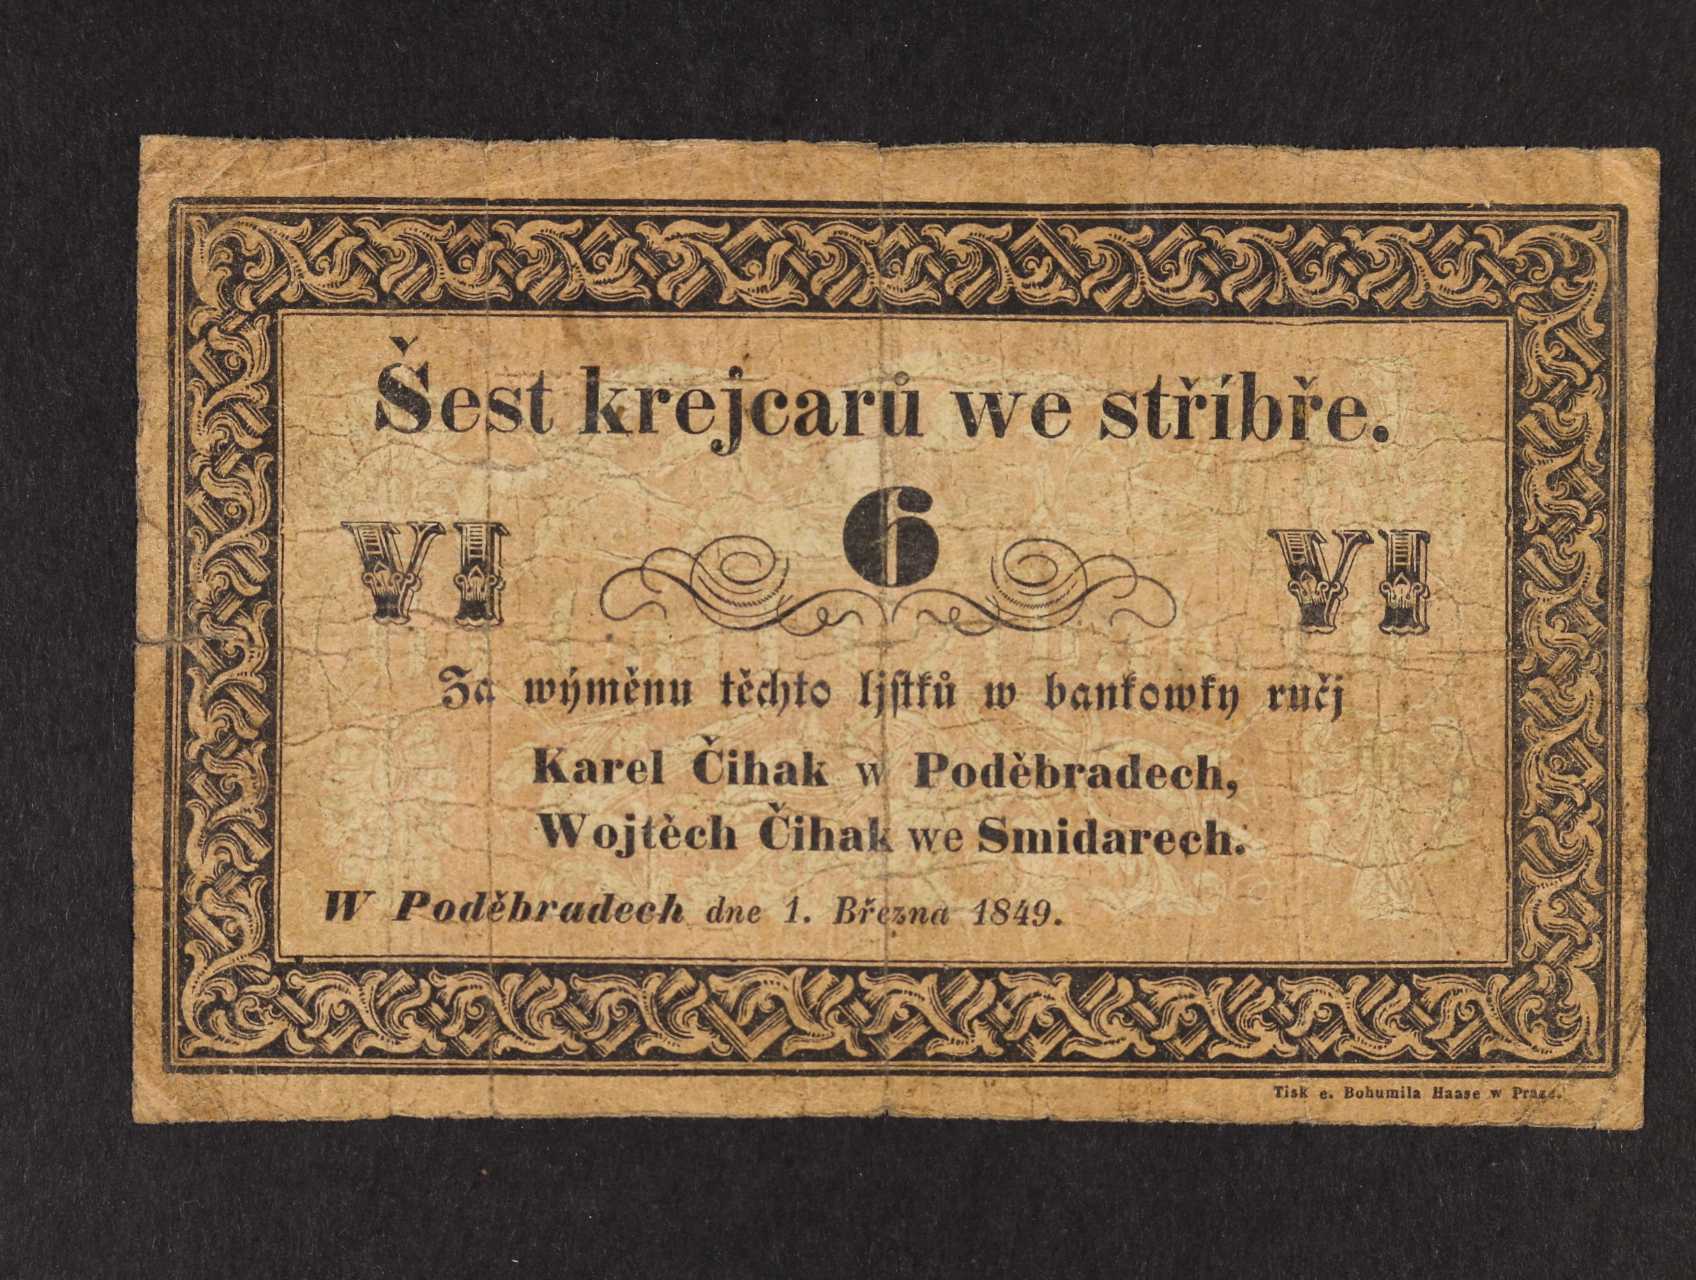 Šest krejcarů we stříbře.
VI 6 VI
Za wýměnu těchto ljstků w bankowky ručj
Karel Čihak w Poděbradech,
Wojtěch Čihak we Smidarech.
W Poděbradech dne 1. Března 1849.
Tisk c. Bohumila Haase w Praze.